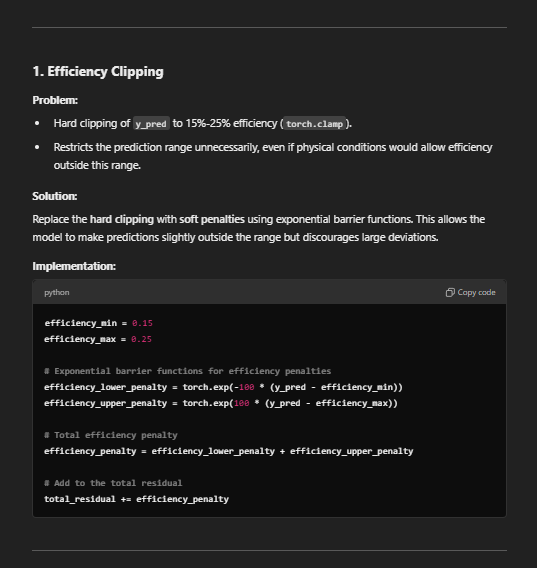 1. Efficiency Clipping
Problem:
• Hard clipping of y_pred to 15%-25% efficiency ( torch.clamp ).
• Restricts the prediction range unnecessarily, even if physical conditions would allow efficiency
outside this range.
Solution:
Replace the hard clipping with soft penalties using exponential barrier functions. This allows the
model to make predictions slightly outside the range but discourages large deviations.
Implementation:
python Copy code
efficiency_min = 0.15
efficiency_max = 0.25
# Exponential barrier functions for efficiency penalties
efficiency_lower_penalty = torch.exp(-100 * (y_pred - efficiency_min))
efficiency_upper_penalty = torch.exp(100 * (y_pred - efficiency_max))
# Total efficiency penalty
efficiency_penalty = efficiency_lower_penalty + efficiency_upper_penalty
# Add to the total residual
total_residual += efficiency_penalty